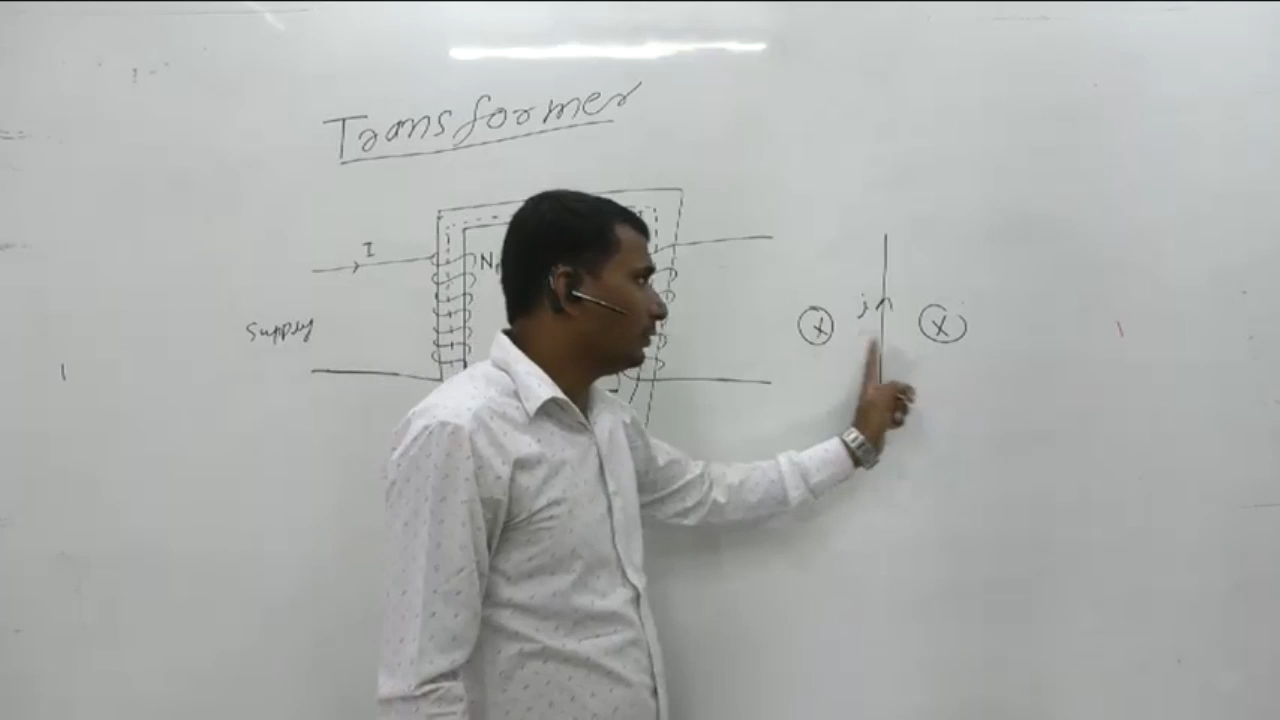 Transformer
I
N
Supply
i
X X